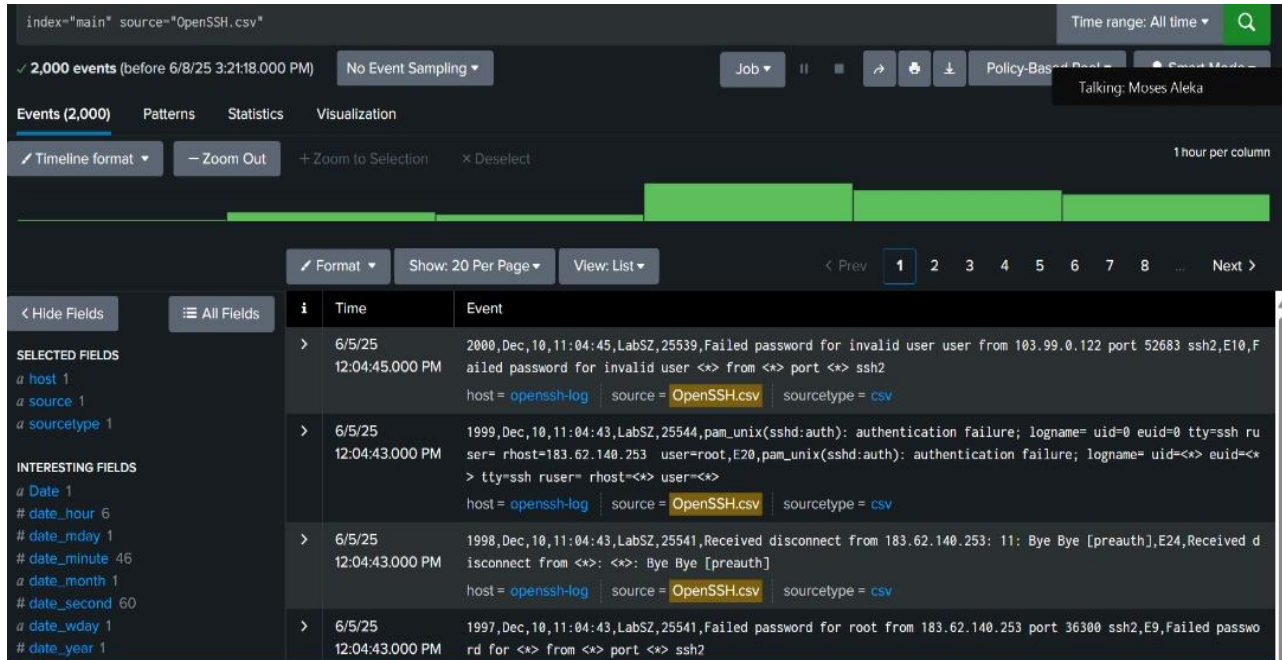 index="main" source="OpenSSH.csv"
Time range: All time
2,000 events (before 6/8/25 3:21:18.000 PM)
No Event Sampling
Job
Talking: Moses Aleka
Events (2,000)
Patterns
Statistics
Visualization
Timeline format
Zoom Out
+ Zoom to Selection
× Deselect
1 hour per column
Format
Show: 20 Per Page
View: List
< Prev 1 2 3 4 5 6 7 8 ... Next >
< Hide Fields
All Fields
i Time Event
SELECTED FIELDS
a host 1
a source 1
a sourcetype 1
INTERESTING FIELDS
a Date 1
# date_hour 6
# date_mday 1
# date_minute 46
a date_month 1
# date_second 60
a date_wday 1
# date_year 1
6/5/25
12:04:45.000 PM
2000,Dec,10,11:04:45,LabSZ,25539,Failed password for invalid user user from 103.99.0.122 port 52683 ssh2,E10,F
ailed password for invalid user <*> from <*> port <*> ssh2
host = openssh-log source = OpenSSH.csv sourcetype = csv
6/5/25
12:04:43.000 PM
1999,Dec,10,11:04:43,LabSZ,25544,pam_unix(sshd:auth): authentication failure; logname= uid=0 euid=0 tty=ssh ru
ser= rhost=183.62.140.253 user=root,E20,pam_unix(sshd:auth): authentication failure; logname= uid=<*> euid=<*
> tty=ssh ruser= rhost=<*> user=<*>
host = openssh-log source = OpenSSH.csv sourcetype = csv
6/5/25
12:04:43.000 PM
1998,Dec,10,11:04:43,LabSZ,25541,Received disconnect from 183.62.140.253: 11: Bye Bye [preauth],E24,Received d
isconnect from <*>: <*>: Bye Bye [preauth]
host = openssh-log source = OpenSSH.csv sourcetype = csv
6/5/25
12:04:43.000 PM
1997,Dec,10,11:04:43,LabSZ,25541,Failed password for root from 183.62.140.253 port 36300 ssh2,E9,Failed passwo
rd for <*> from <*> port <*> ssh2